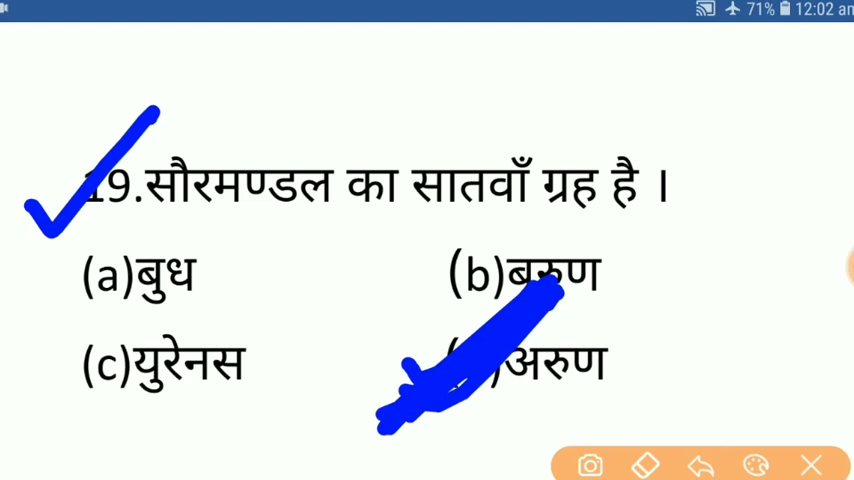 71% 12:02 am
19.सौरमण्डल का सातवाँ ग्रह है ।
(a)बुध (b)बरुण
(c)युरेनस अरुण